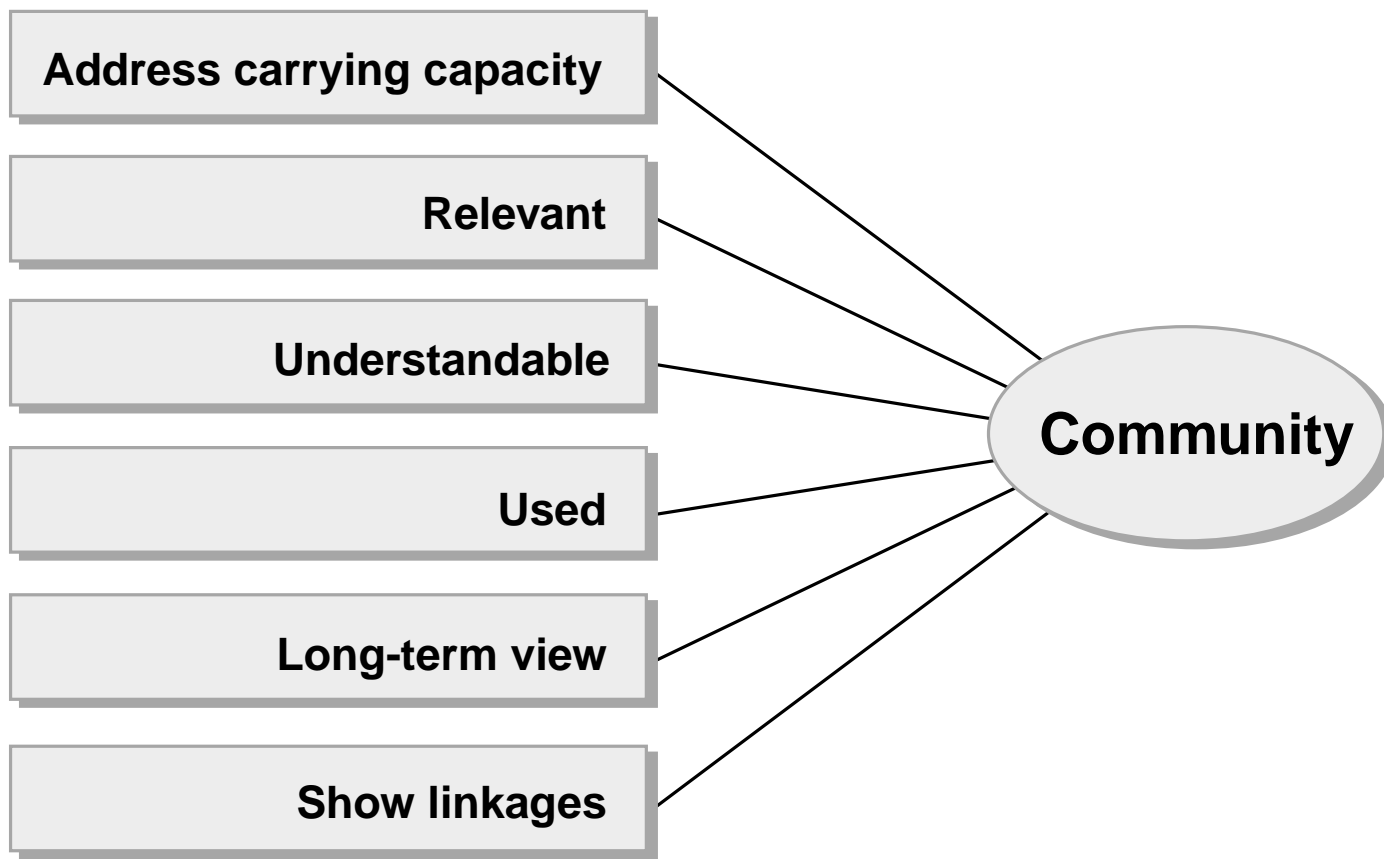 Address carrying capacity
Relevant
Understandable
Used
Long-term view
Show linkages
Community